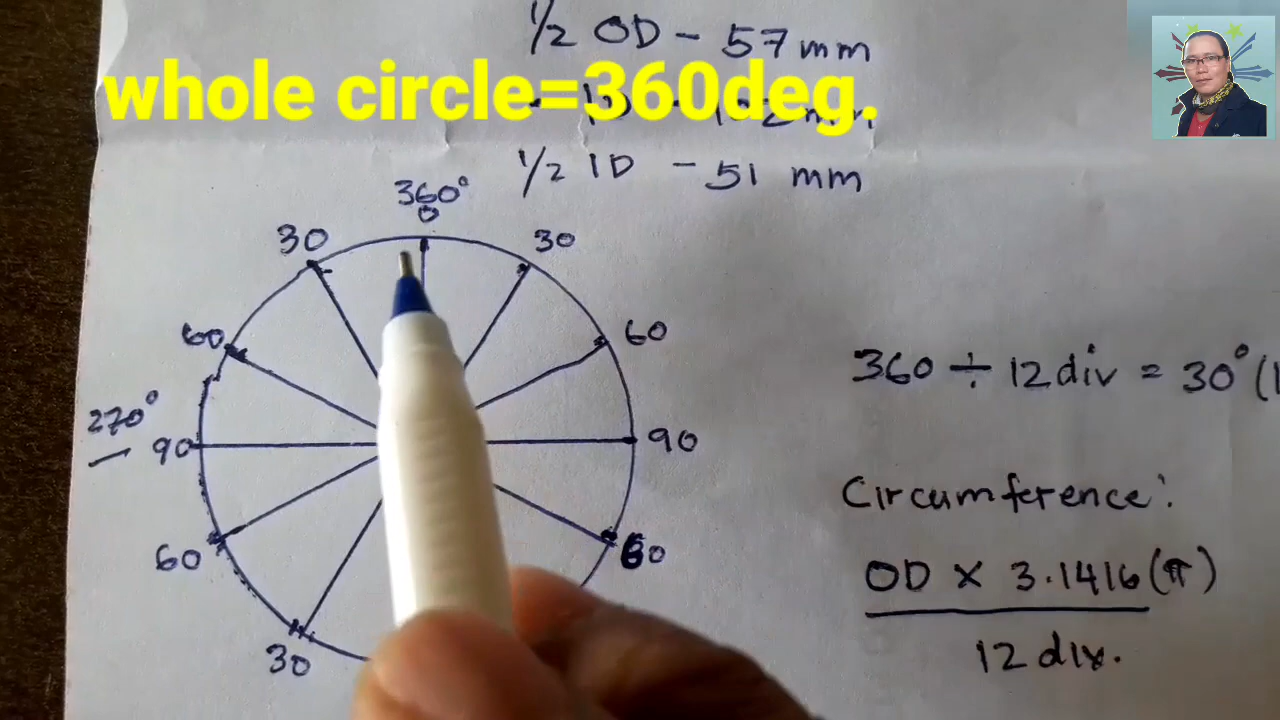 1/2 OD - 57 mm
whole circle=360deg.
1/2 ID - 51 mm
360°
0
30
30
60
60
270°
90
90
60
60
30
360 ÷ 12 div = 30°
Circumference:
OD x 3.1416 (π)
12 div.